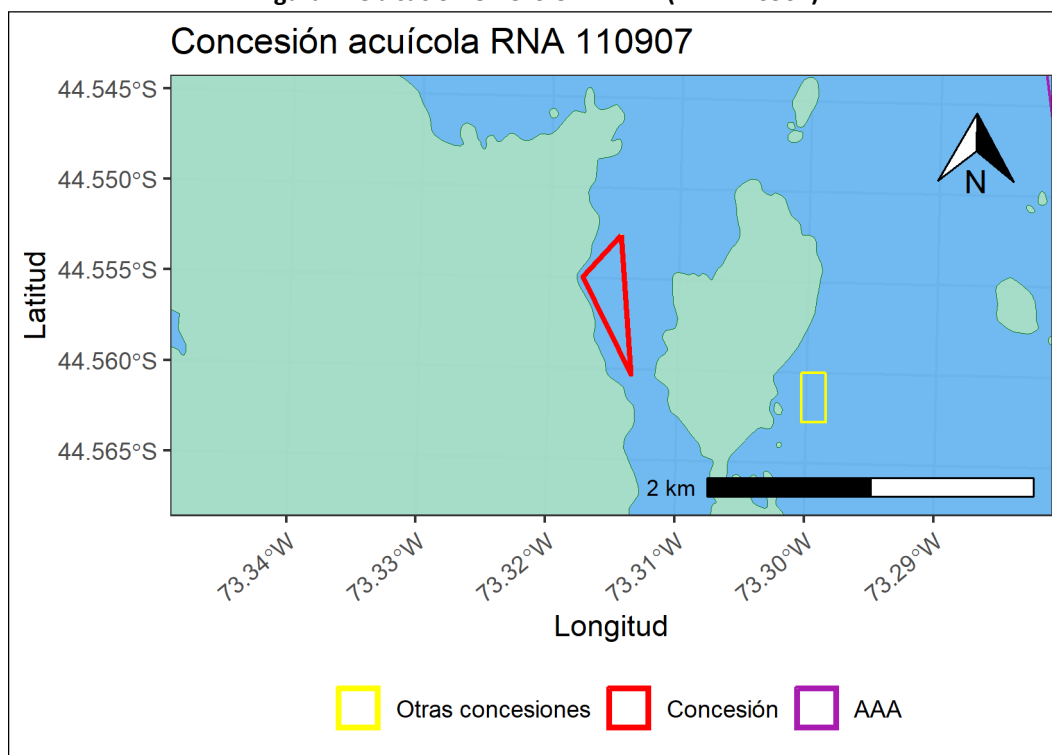 Concesión acuícola RNA 110907
44.545°S
44.550°S
44.555°S
44.560°S
44.565°S
Latitud
N
2 km
73.34°W
73.33°W
73.32°W
73.31°W
73.30°W
73.29°W
Longitud
Otras concesiones
Concesión
AAA